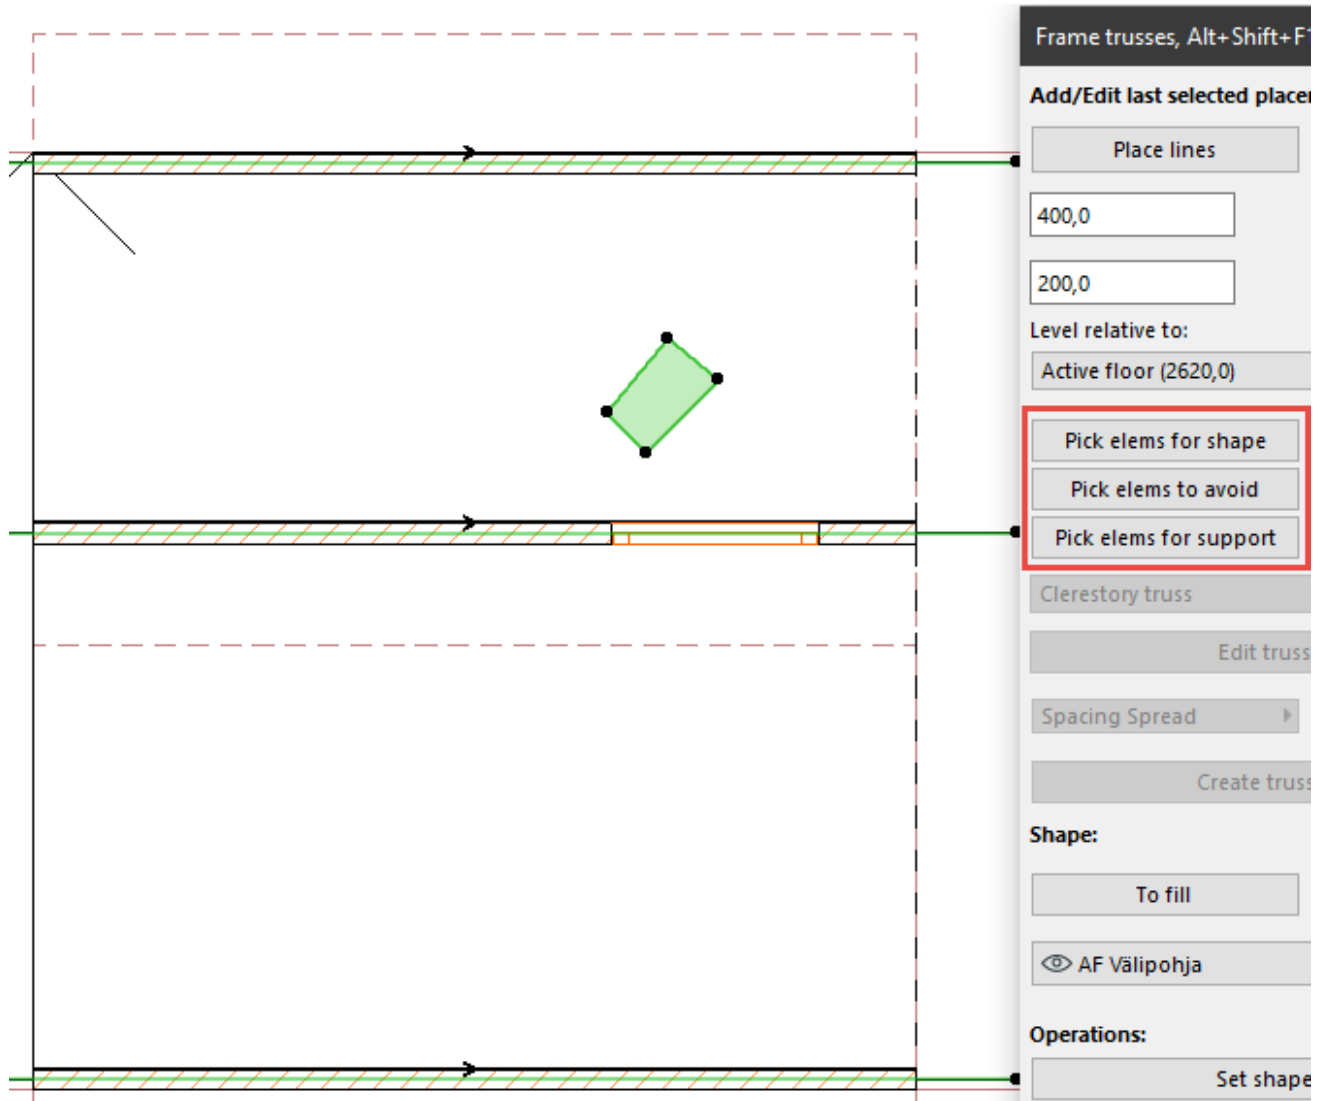 Frame trusses, Alt+Shift+F1
Add/Edit last selected
Place lines
400,0
200,0
Level relative to:
Active floor (2620,0)
Pick elems for shape
Pick elems to avoid
Pick elems for support
Clerestory truss
Edit truss
Spacing Spread
Create truss
Shape:
To fill
AF Välipohja
Operations:
Set shape